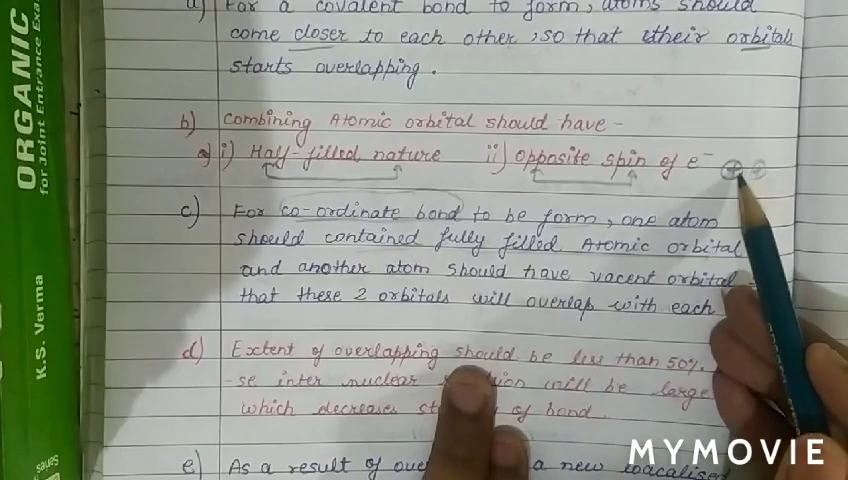 ORGANIC
for Joint Entrance Exa
K.S. Verma
a) For a covalent bond to form, atoms should
come closer to each other, so that their orbitals
starts overlapping.
b) Combining Atomic orbital should have -
i) Half-filled nature ii) Opposite spin of e⁻
c) For co-ordinate bond to be form, one atom
should contained fully filled Atomic orbital
and another atom should have vacent orbital
that these 2 orbitals will overlap with each
d) Extent of overlapping should be less than 50%.
-se inter nuclear will be large
which decreases of bond.
e) As a result of a new
MYMOVIE